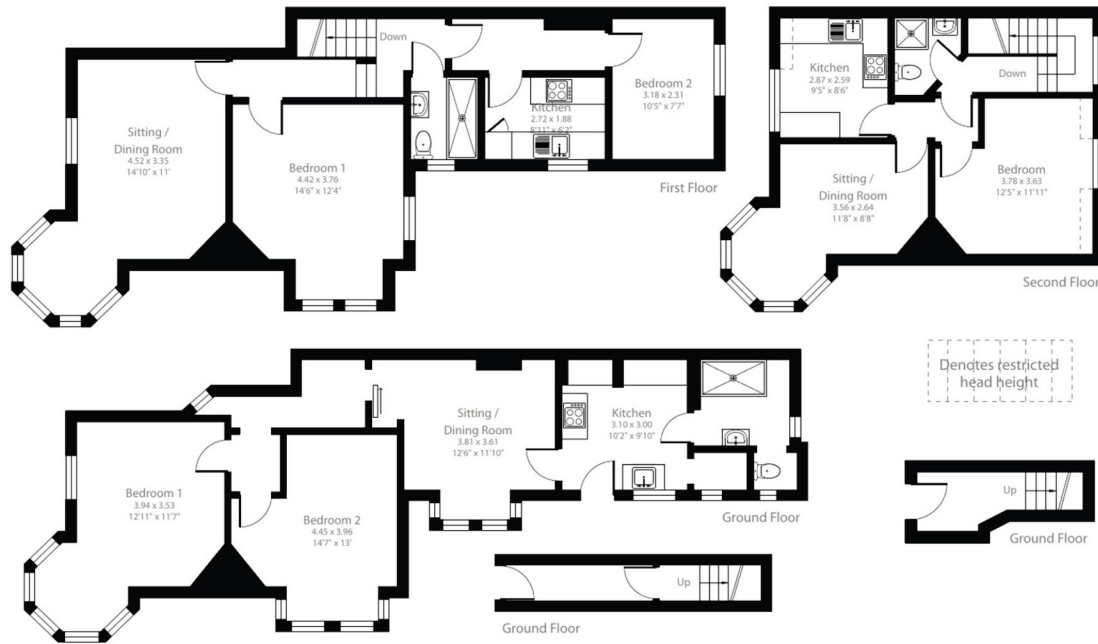 Down
Sitting /
Dining Room
4.52 x 3.35
14'10" x 11'
Bedroom 1
4.42 x 3.76
14'6" x 12'4"
Kitchen
2.72 x 1.88
8'11" x 6'2"
Bedroom 2
3.18 x 2.31
10'5" x 7'7"
First Floor
Kitchen
2.87 x 2.59
9'5" x 8'6"
Down
Sitting /
Dining Room
3.56 x 2.64
11'8" x 8'8"
Bedroom
3.78 x 3.63
12'5" x 11'11"
Second Floor
Denotes restricted
head height
Bedroom 1
3.94 x 3.53
12'11" x 11'7"
Bedroom 2
4.45 x 3.96
14'7" x 13'
Sitting /
Dining Room
3.81 x 3.61
12'6" x 11'10"
Kitchen
3.10 x 3.00
10'2" x 9'10"
Ground Floor
Up
Ground Floor
Up
Ground Floor